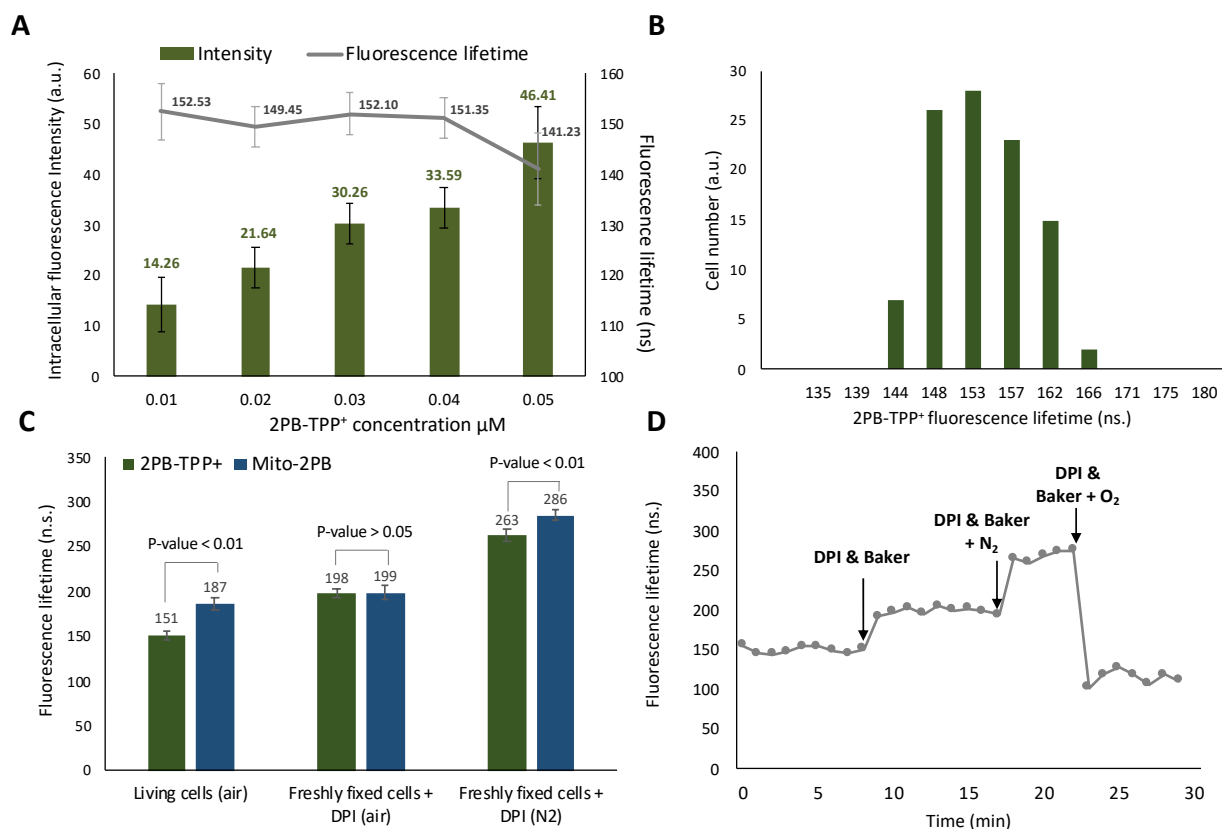 A
Intensity
Fluorescence lifetime
Intracellular fluorescence Intensity (a.u.)
60
50
40
30
20
10
0
14.26
21.64
30.26
33.59
46.41
152.53
149.45
152.10
151.35
141.23
160
150
140
130
120
110
100
Fluorescence lifetime
(ns)
0.01 0.02 0.03 0.04 0.05
2PB-TPP⁺ concentration µM
B
Cell number (a.u.)
30
25
20
15
10
5
0
135 139 144 148 153 157 162 166 171 175 180
2PB-TPP⁺ fluorescence lifetime (ns.)
C
2PB-TPP+
Mito-2PB
Fluorescence lifetime (n.s.)
350
300
250
200
150
100
50
0
P-value < 0.01
151
187
P-value > 0.05
198
199
P-value < 0.01
263
286
Living cells (air)
Freshly fixed cells +
DPI (air)
Freshly fixed cells +
DPI (N2)
D
Fluorescence lifetime (ns.)
400
350
300
250
200
150
100
50
0
DPI & Baker
DPI & Baker
+ N₂
DPI &
Baker + O₂
0 5 10 15 20 25 30
Time (min)